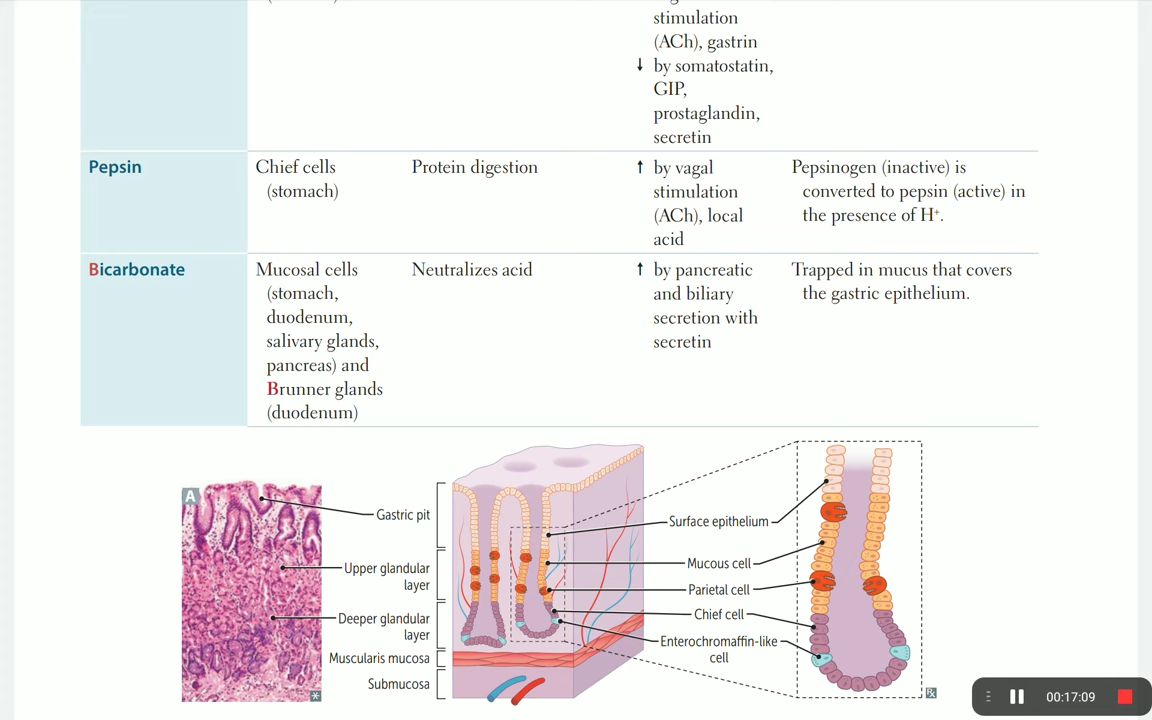 stimulation
(ACh), gastrin
↓ by somatostatin,
GIP,
prostaglandin,
secretin
Pepsin
Chief cells
(stomach)
Protein digestion
↑ by vagal
stimulation
(ACh), local
acid
Pepsinogen (inactive) is
converted to pepsin (active) in
the presence of H⁺.
Bicarbonate
Mucosal cells
(stomach,
duodenum,
salivary glands,
pancreas) and
Brunner glands
(duodenum)
Neutralizes acid
↑ by pancreatic
and biliary
secretion with
secretin
Trapped in mucus that covers
the gastric epithelium.
A
Gastric pit
Upper glandular
layer
Deeper glandular
layer
Muscularis mucosa
Submucosa
Surface epithelium
Mucous cell
Parietal cell
Chief cell
Enterochromaffin-like
cell
00:17:09